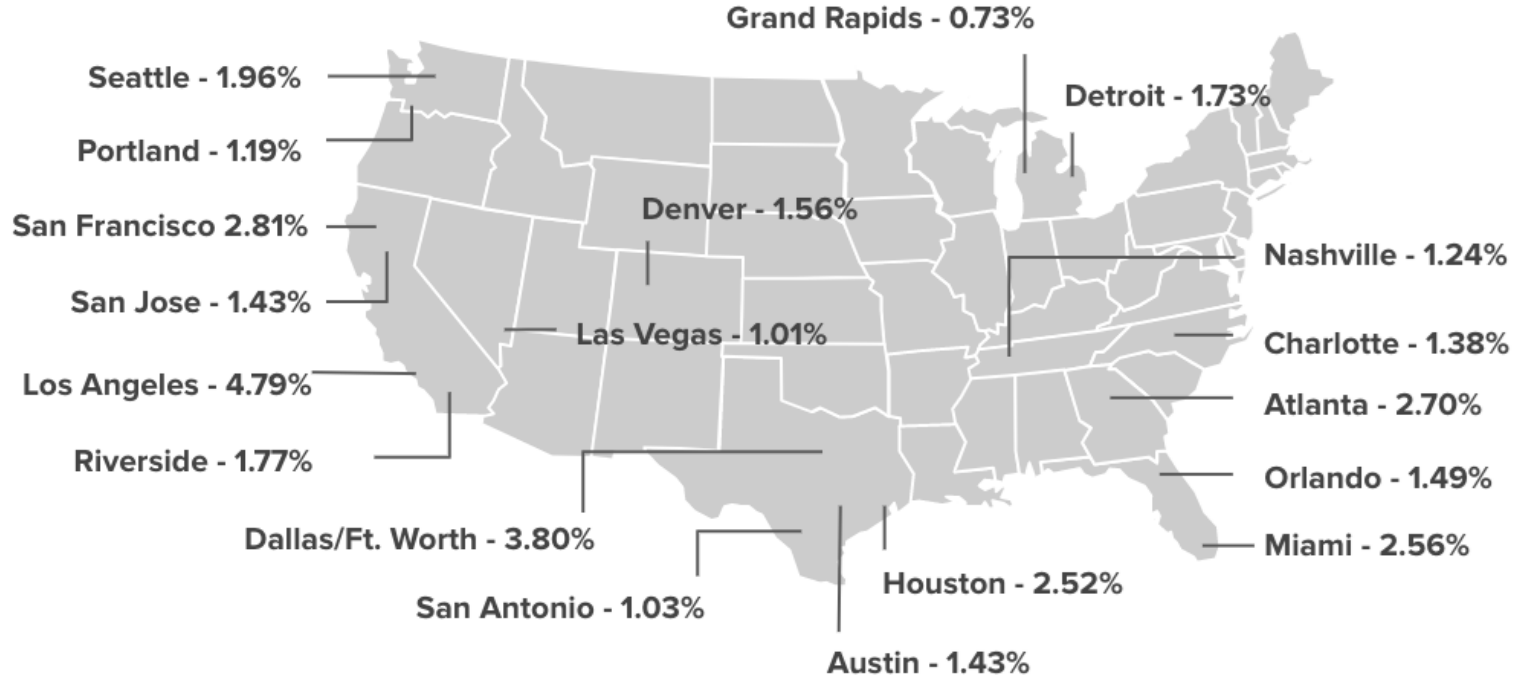 Grand Rapids - 0.73%
Seattle - 1.96%
Detroit - 1.73%
Portland - 1.19%
Denver - 1.56%
San Francisco 2.81%
Nashville - 1.24%
San Jose - 1.43%
Las Vegas - 1.01%
Charlotte - 1.38%
Los Angeles - 4.79%
Atlanta - 2.70%
Riverside - 1.77%
Orlando - 1.49%
Dallas/Ft. Worth - 3.80%
Miami - 2.56%
Houston - 2.52%
San Antonio - 1.03%
Austin - 1.43%